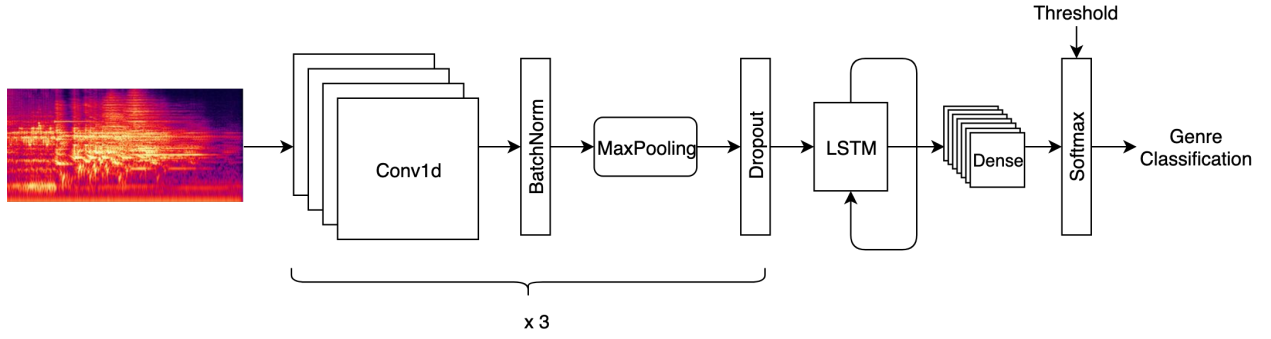 Threshold
Conv1d
BatchNorm
MaxPooling
Dropout
LSTM
Dense
Softmax
Genre
Classification
x 3